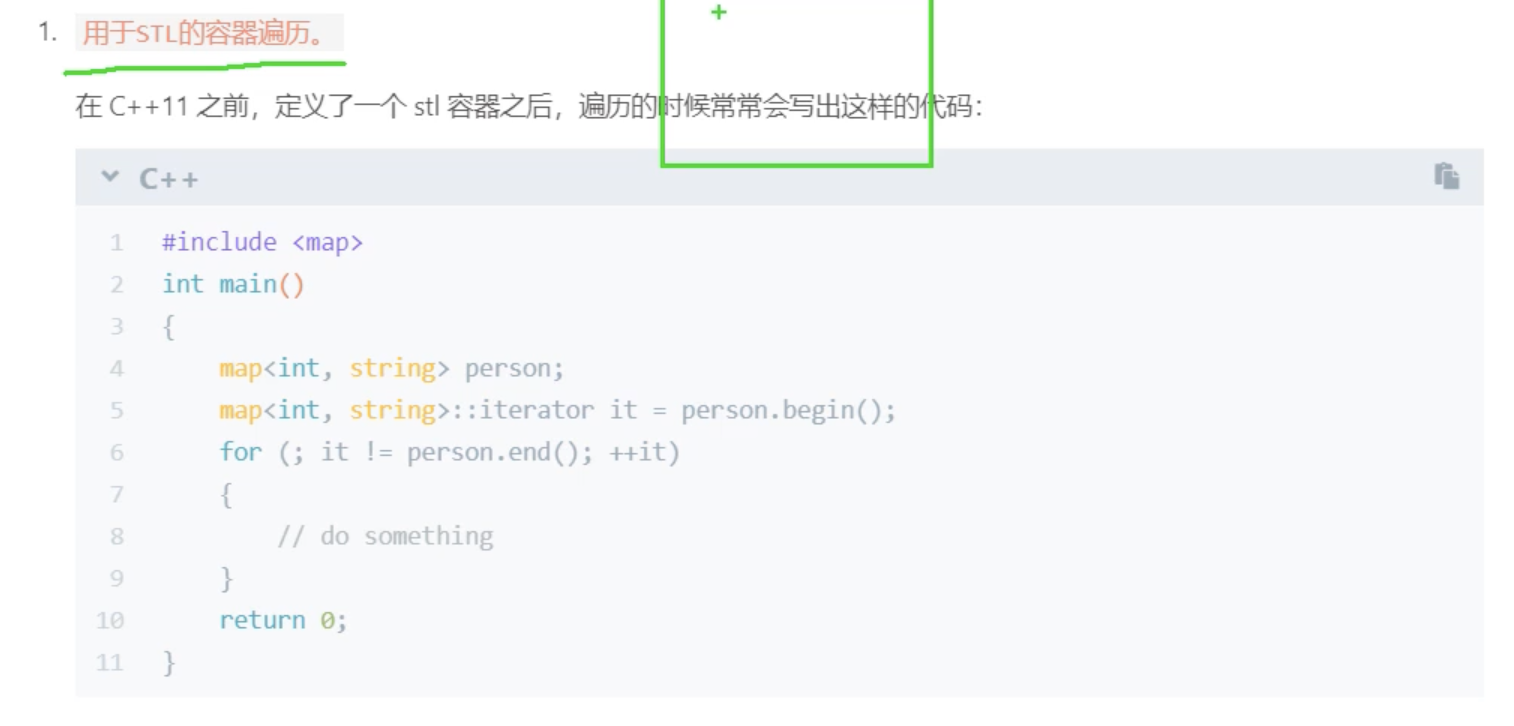 1. 用于STL的容器遍历。
在 C++11 之前，定义了一个 stl 容器之后，遍历的时候常常会写出这样的代码：
C++
1 #include <map>
2 int main()
3 {
4     map<int, string> person;
5     map<int, string>::iterator it = person.begin();
6     for (; it != person.end(); ++it)
7     {
8         // do something
9     }
10     return 0;
11 }